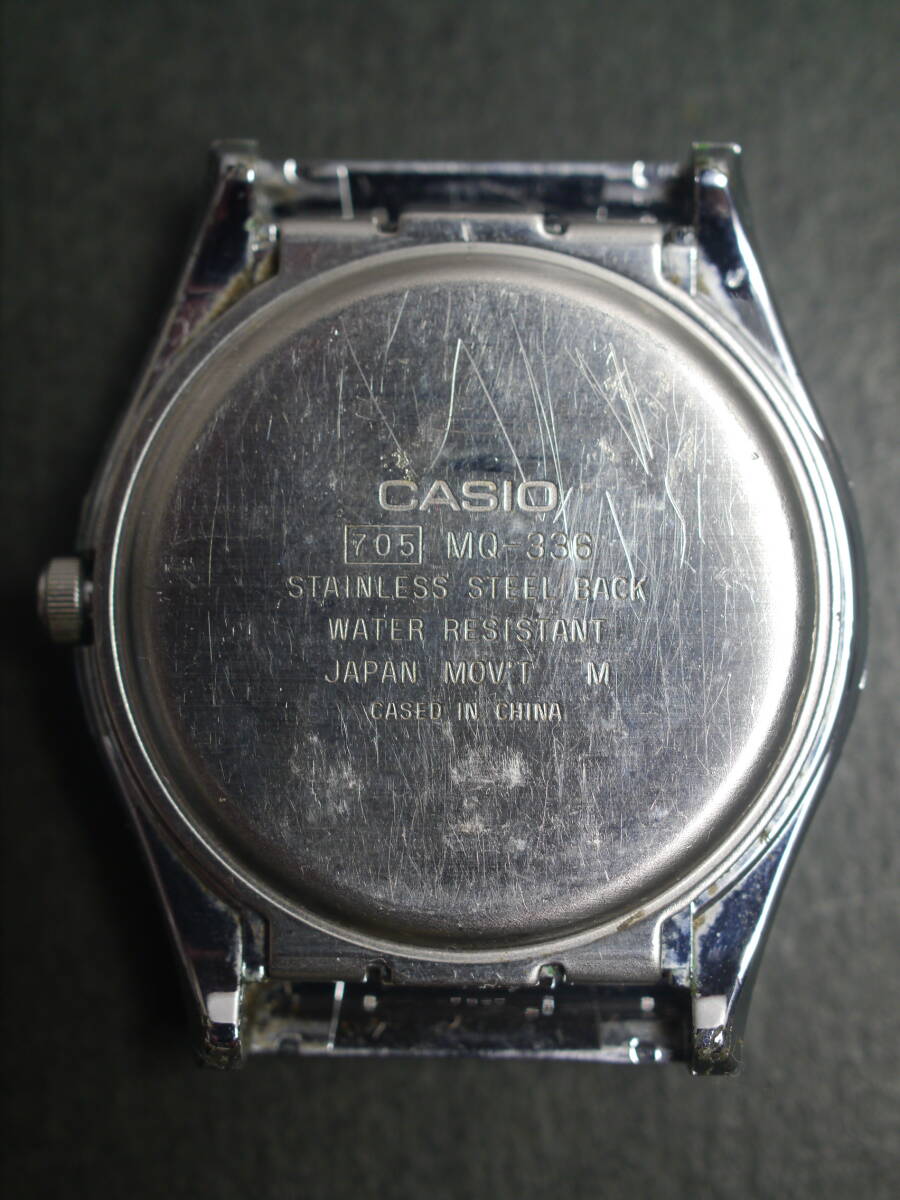 CASIO
705 MQ-336
STAINLESS STEEL BACK
WATER RESISTANT
JAPAN MOV'T M
CASED IN CHINA